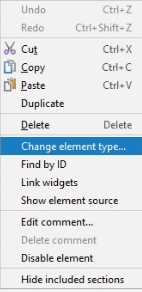 Undo Ctrl+Z
Redo Ctrl+Shift+Z
Cut Ctrl+X
Copy Ctrl+C
Paste Ctrl+V
Duplicate
Delete Delete
Change element type...
Find by ID
Link widgets
Show element source
Edit comment...
Delete comment
Disable element
Hide included sections